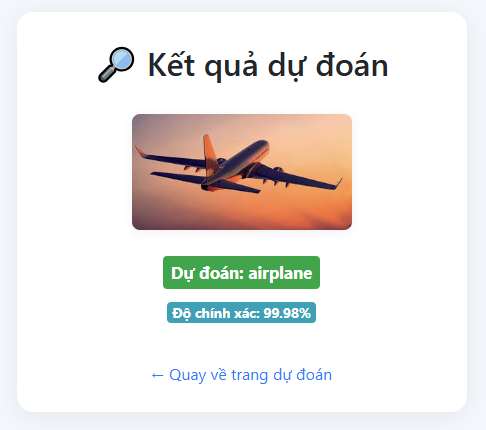 Kết quả dự đoán
Dự đoán: airplane
Độ chính xác: 99.98%
← Quay về trang dự đoán